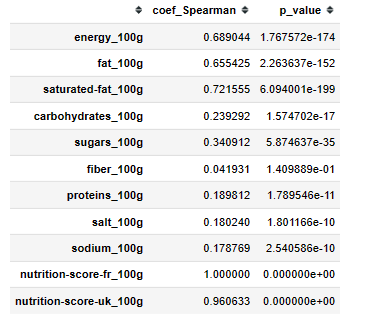 coef_Spearman p_value
energy_100g 0.689044 1.767572e-174
fat_100g 0.655425 2.263637e-152
saturated-fat_100g 0.721555 6.094001e-199
carbohydrates_100g 0.239292 1.574702e-17
sugars_100g 0.340912 5.874637e-35
fiber_100g 0.041931 1.409889e-01
proteins_100g 0.189812 1.789546e-11
salt_100g 0.180240 1.801166e-10
sodium_100g 0.178769 2.540586e-10
nutrition-score-fr_100g 1.000000 0.000000e+00
nutrition-score-uk_100g 0.960633 0.000000e+00